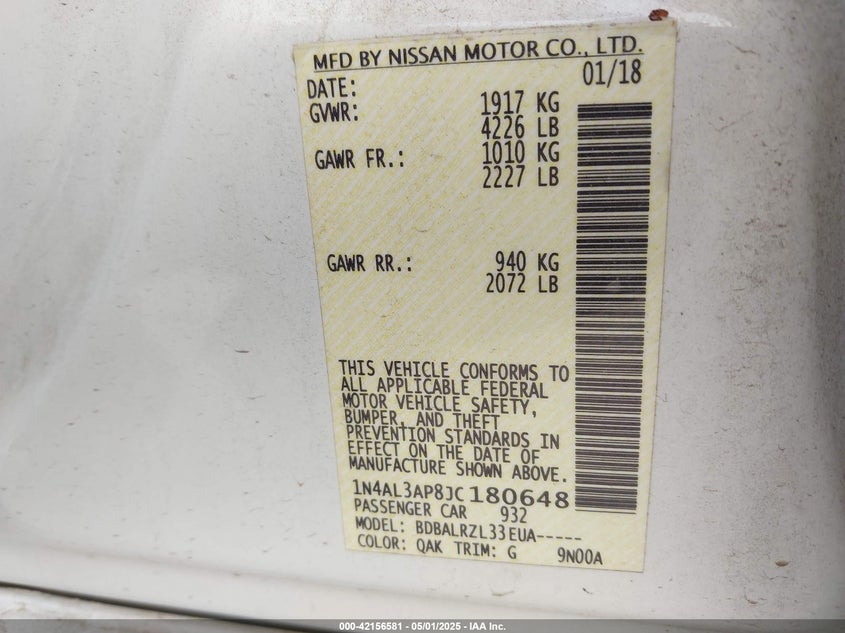 MFD BY NISSAN MOTOR CO., LTD.
DATE: 01/18
GVWR: 1917 KG
4226 LB
GAWR FR.: 1010 KG
2227 LB
GAWR RR.: 940 KG
2072 LB
THIS VEHICLE CONFORMS TO
ALL APPLICABLE FEDERAL
MOTOR VEHICLE SAFETY,
BUMPER, AND THEFT
PREVENTION STANDARDS IN
EFFECT ON THE DATE OF
MANUFACTURE SHOWN ABOVE.
1N4AL3AP8JC180648
PASSENGER CAR 932
MODEL: BDBALRZL33EUA-----
COLOR: QAK TRIM: G 9N00A
000-42156581 - 05/01/2025 - IAA Inc.